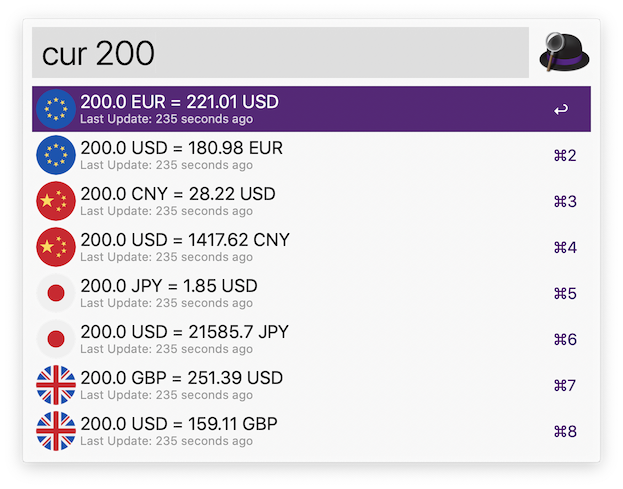 cur 200
200.0 EUR = 221.01 USD
Last Update: 235 seconds ago
↩
200.0 USD = 180.98 EUR
Last Update: 235 seconds ago
⌘2
200.0 CNY = 28.22 USD
Last Update: 235 seconds ago
⌘3
200.0 USD = 1417.62 CNY
Last Update: 235 seconds ago
⌘4
200.0 JPY = 1.85 USD
Last Update: 235 seconds ago
⌘5
200.0 USD = 21585.7 JPY
Last Update: 235 seconds ago
⌘6
200.0 GBP = 251.39 USD
Last Update: 235 seconds ago
⌘7
200.0 USD = 159.11 GBP
Last Update: 235 seconds ago
⌘8